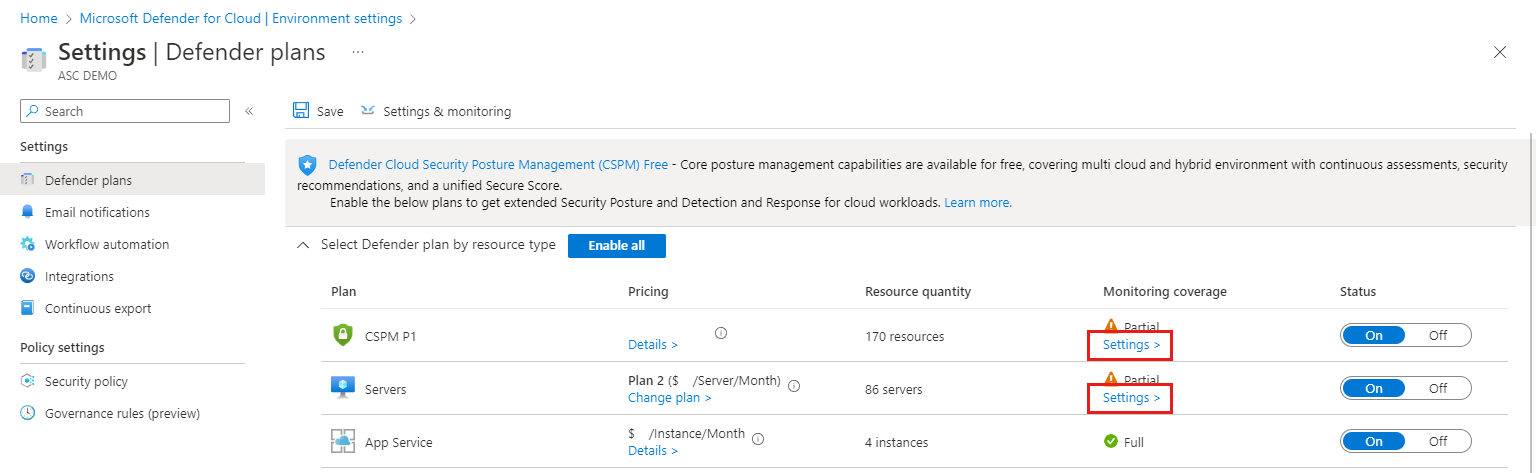 Home > Microsoft Defender for Cloud | Environment settings >
Settings | Defender plans ...
ASC DEMO
Search «
Save Settings & monitoring
Settings
Defender plans
Email notifications
Workflow automation
Integrations
Continuous export
Policy settings
Security policy
Governance rules (preview)
Defender Cloud Security Posture Management (CSPM) Free - Core posture management capabilities are available for free, covering multi cloud and hybrid environment with continuous assessments, security
recommendations, and a unified Secure Score.
Enable the below plans to get extended Security Posture and Detection and Response for cloud workloads. Learn more.
Select Defender plan by resource type Enable all
Plan Pricing Resource quantity Monitoring coverage Status
CSPM P1 Details > 170 resources Partial Settings > On Off
Servers Plan 2 ($ /Server/Month) Change plan > 86 servers Partial Settings > On Off
App Service $ /Instance/Month Details > 4 instances Full On Off